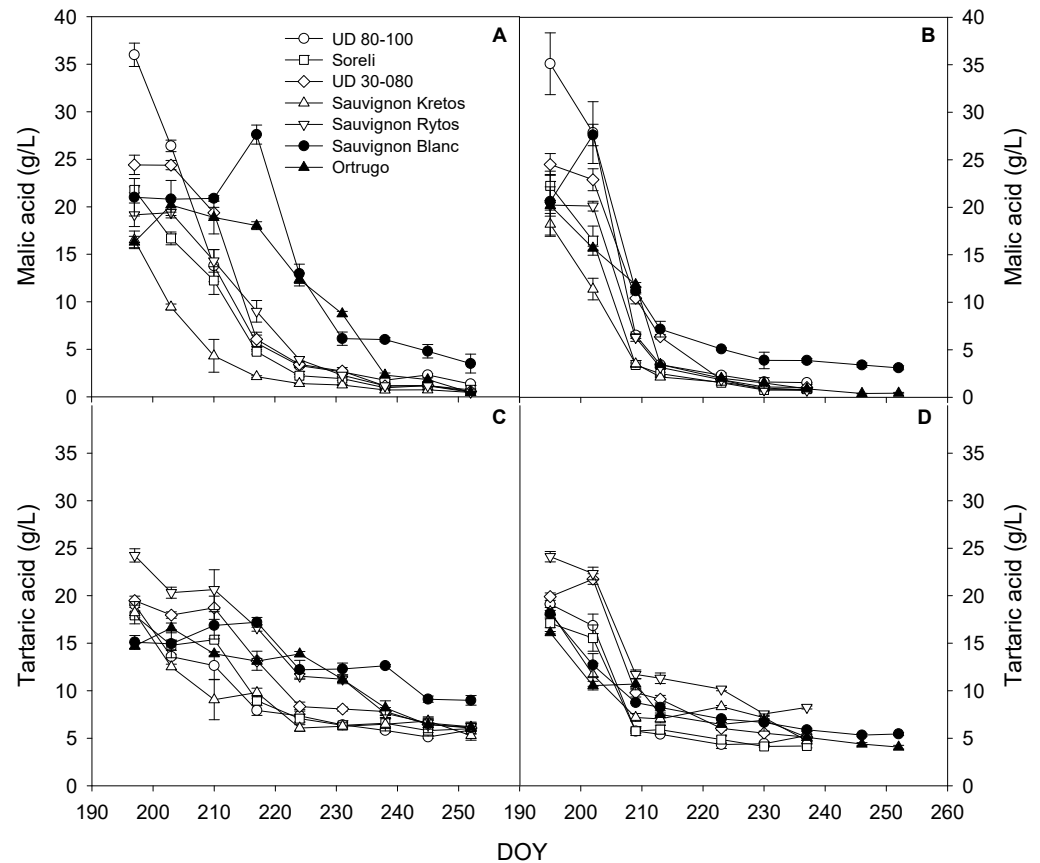 A
B
UD 80-100
Soreli
UD 30-080
Sauvignon Kretos
Sauvignon Rytos
Sauvignon Blanc
Ortrugo
Malic acid (g/L)
40
35
30
25
20
15
10
5
0
40
35
30
25
20
15
10
5
0
Malic acid (g/L)
C
D
Tartaric acid (g/L)
35
30
25
20
15
10
5
0
35
30
25
20
15
10
5
0
Tartaric acid (g/L)
190 200 210 220 230 240 250 190 200 210 220 230 240 250 260
DOY